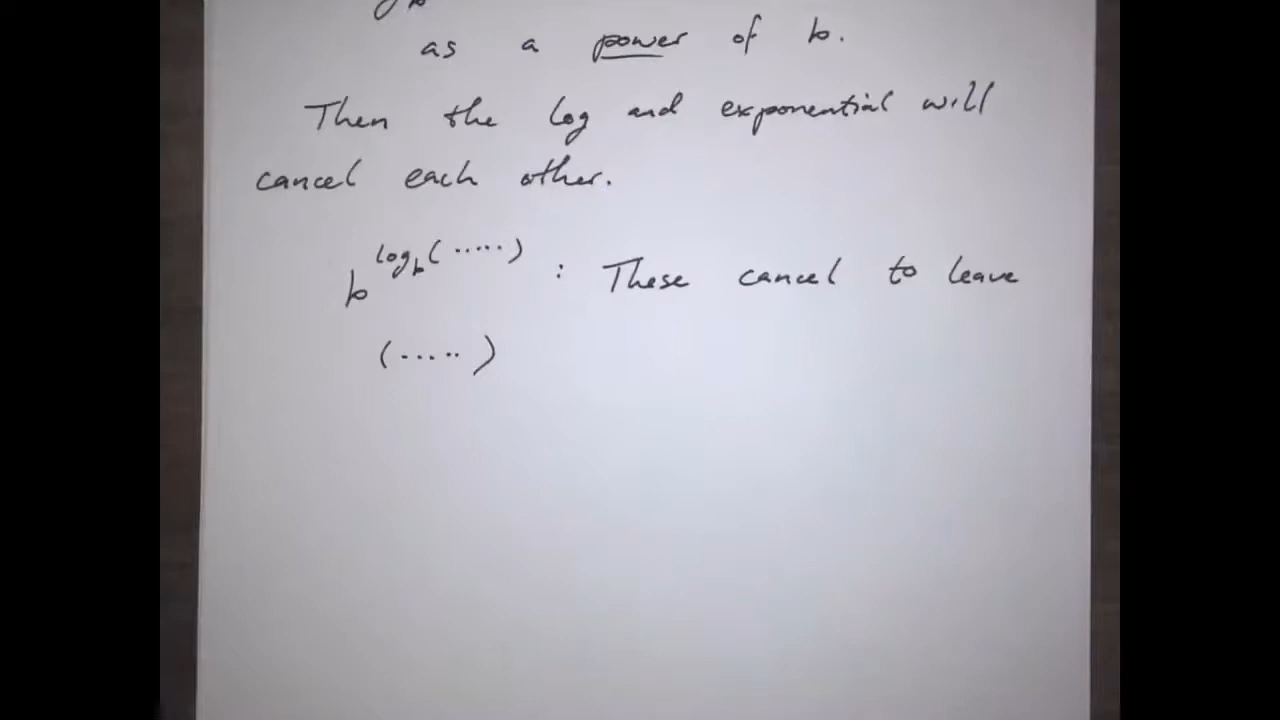 as a power of b.
Then the log and exponential will
cancel each other.
b^log_b(.....) : These cancel to leave
(.....)